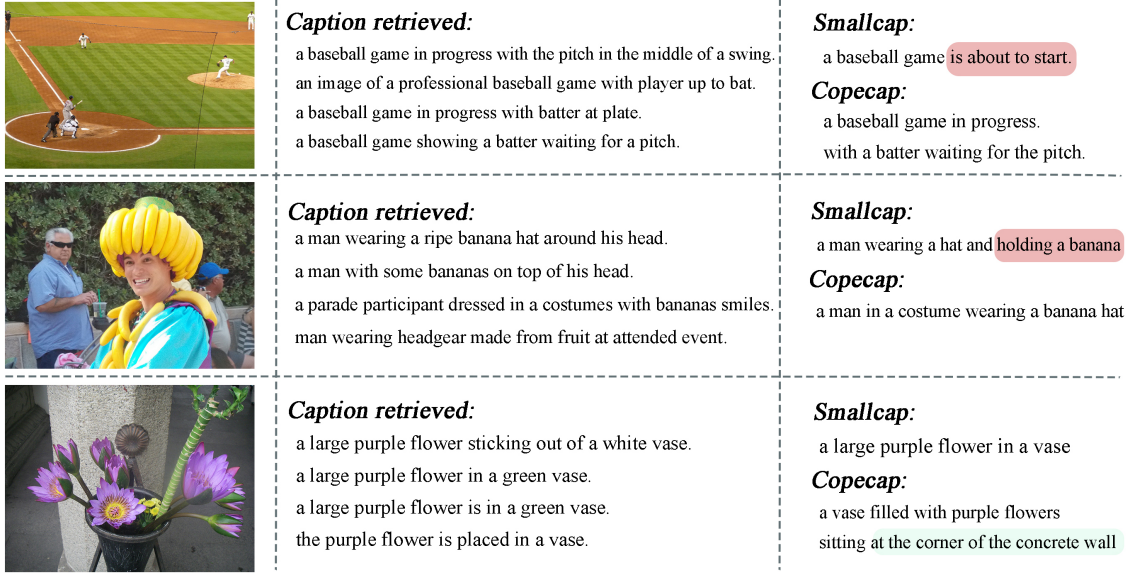 Caption retrieved:
a baseball game in progress with the pitch in the middle of a swing.
an image of a professional baseball game with player up to bat.
a baseball game in progress with batter at plate.
a baseball game showing a batter waiting for a pitch.
Smallcap:
a baseball game is about to start.
Copecap:
a baseball game in progress.
with a batter waiting for the pitch.
Caption retrieved:
a man wearing a ripe banana hat around his head.
a man with some bananas on top of his head.
a parade participant dressed in a costumes with bananas smiles.
man wearing headgear made from fruit at attended event.
Smallcap:
a man wearing a hat and holding a banana
Copecap:
a man in a costume wearing a banana hat
Caption retrieved:
a large purple flower sticking out of a white vase.
a large purple flower in a green vase.
a large purple flower is in a green vase.
the purple flower is placed in a vase.
Smallcap:
a large purple flower in a vase
Copecap:
a vase filled with purple flowers
sitting at the corner of the concrete wall